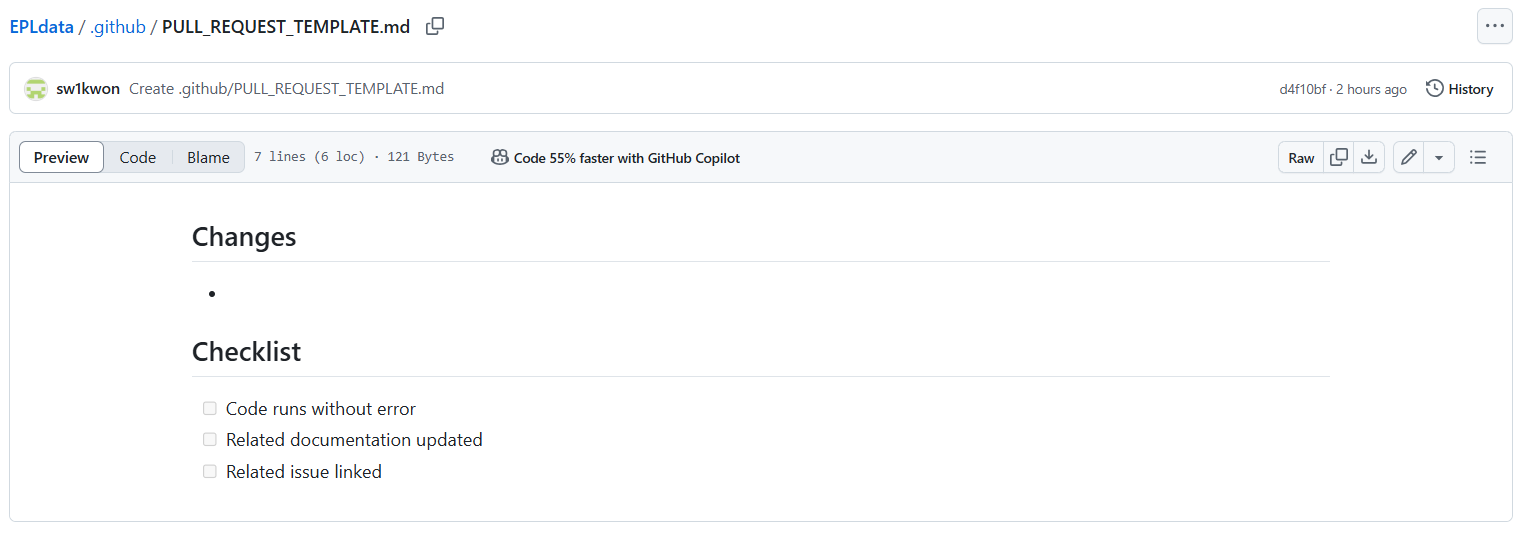 EPLdata / .github / PULL_REQUEST_TEMPLATE.md
sw1kwon Create .github/PULL_REQUEST_TEMPLATE.md d4f10bf · 2 hours ago History
Preview Code Blame 7 lines (6 loc) · 121 Bytes Code 55% faster with GitHub Copilot Raw
Changes
•
Checklist
Code runs without error
Related documentation updated
Related issue linked